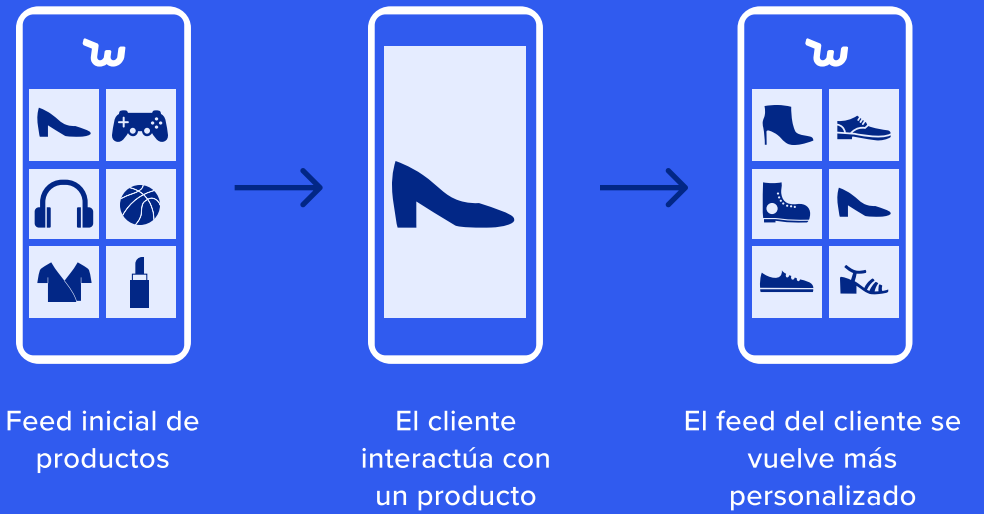 Feed inicial de
productos
El cliente
interactúa con
un producto
El feed del cliente se
vuelve más
personalizado